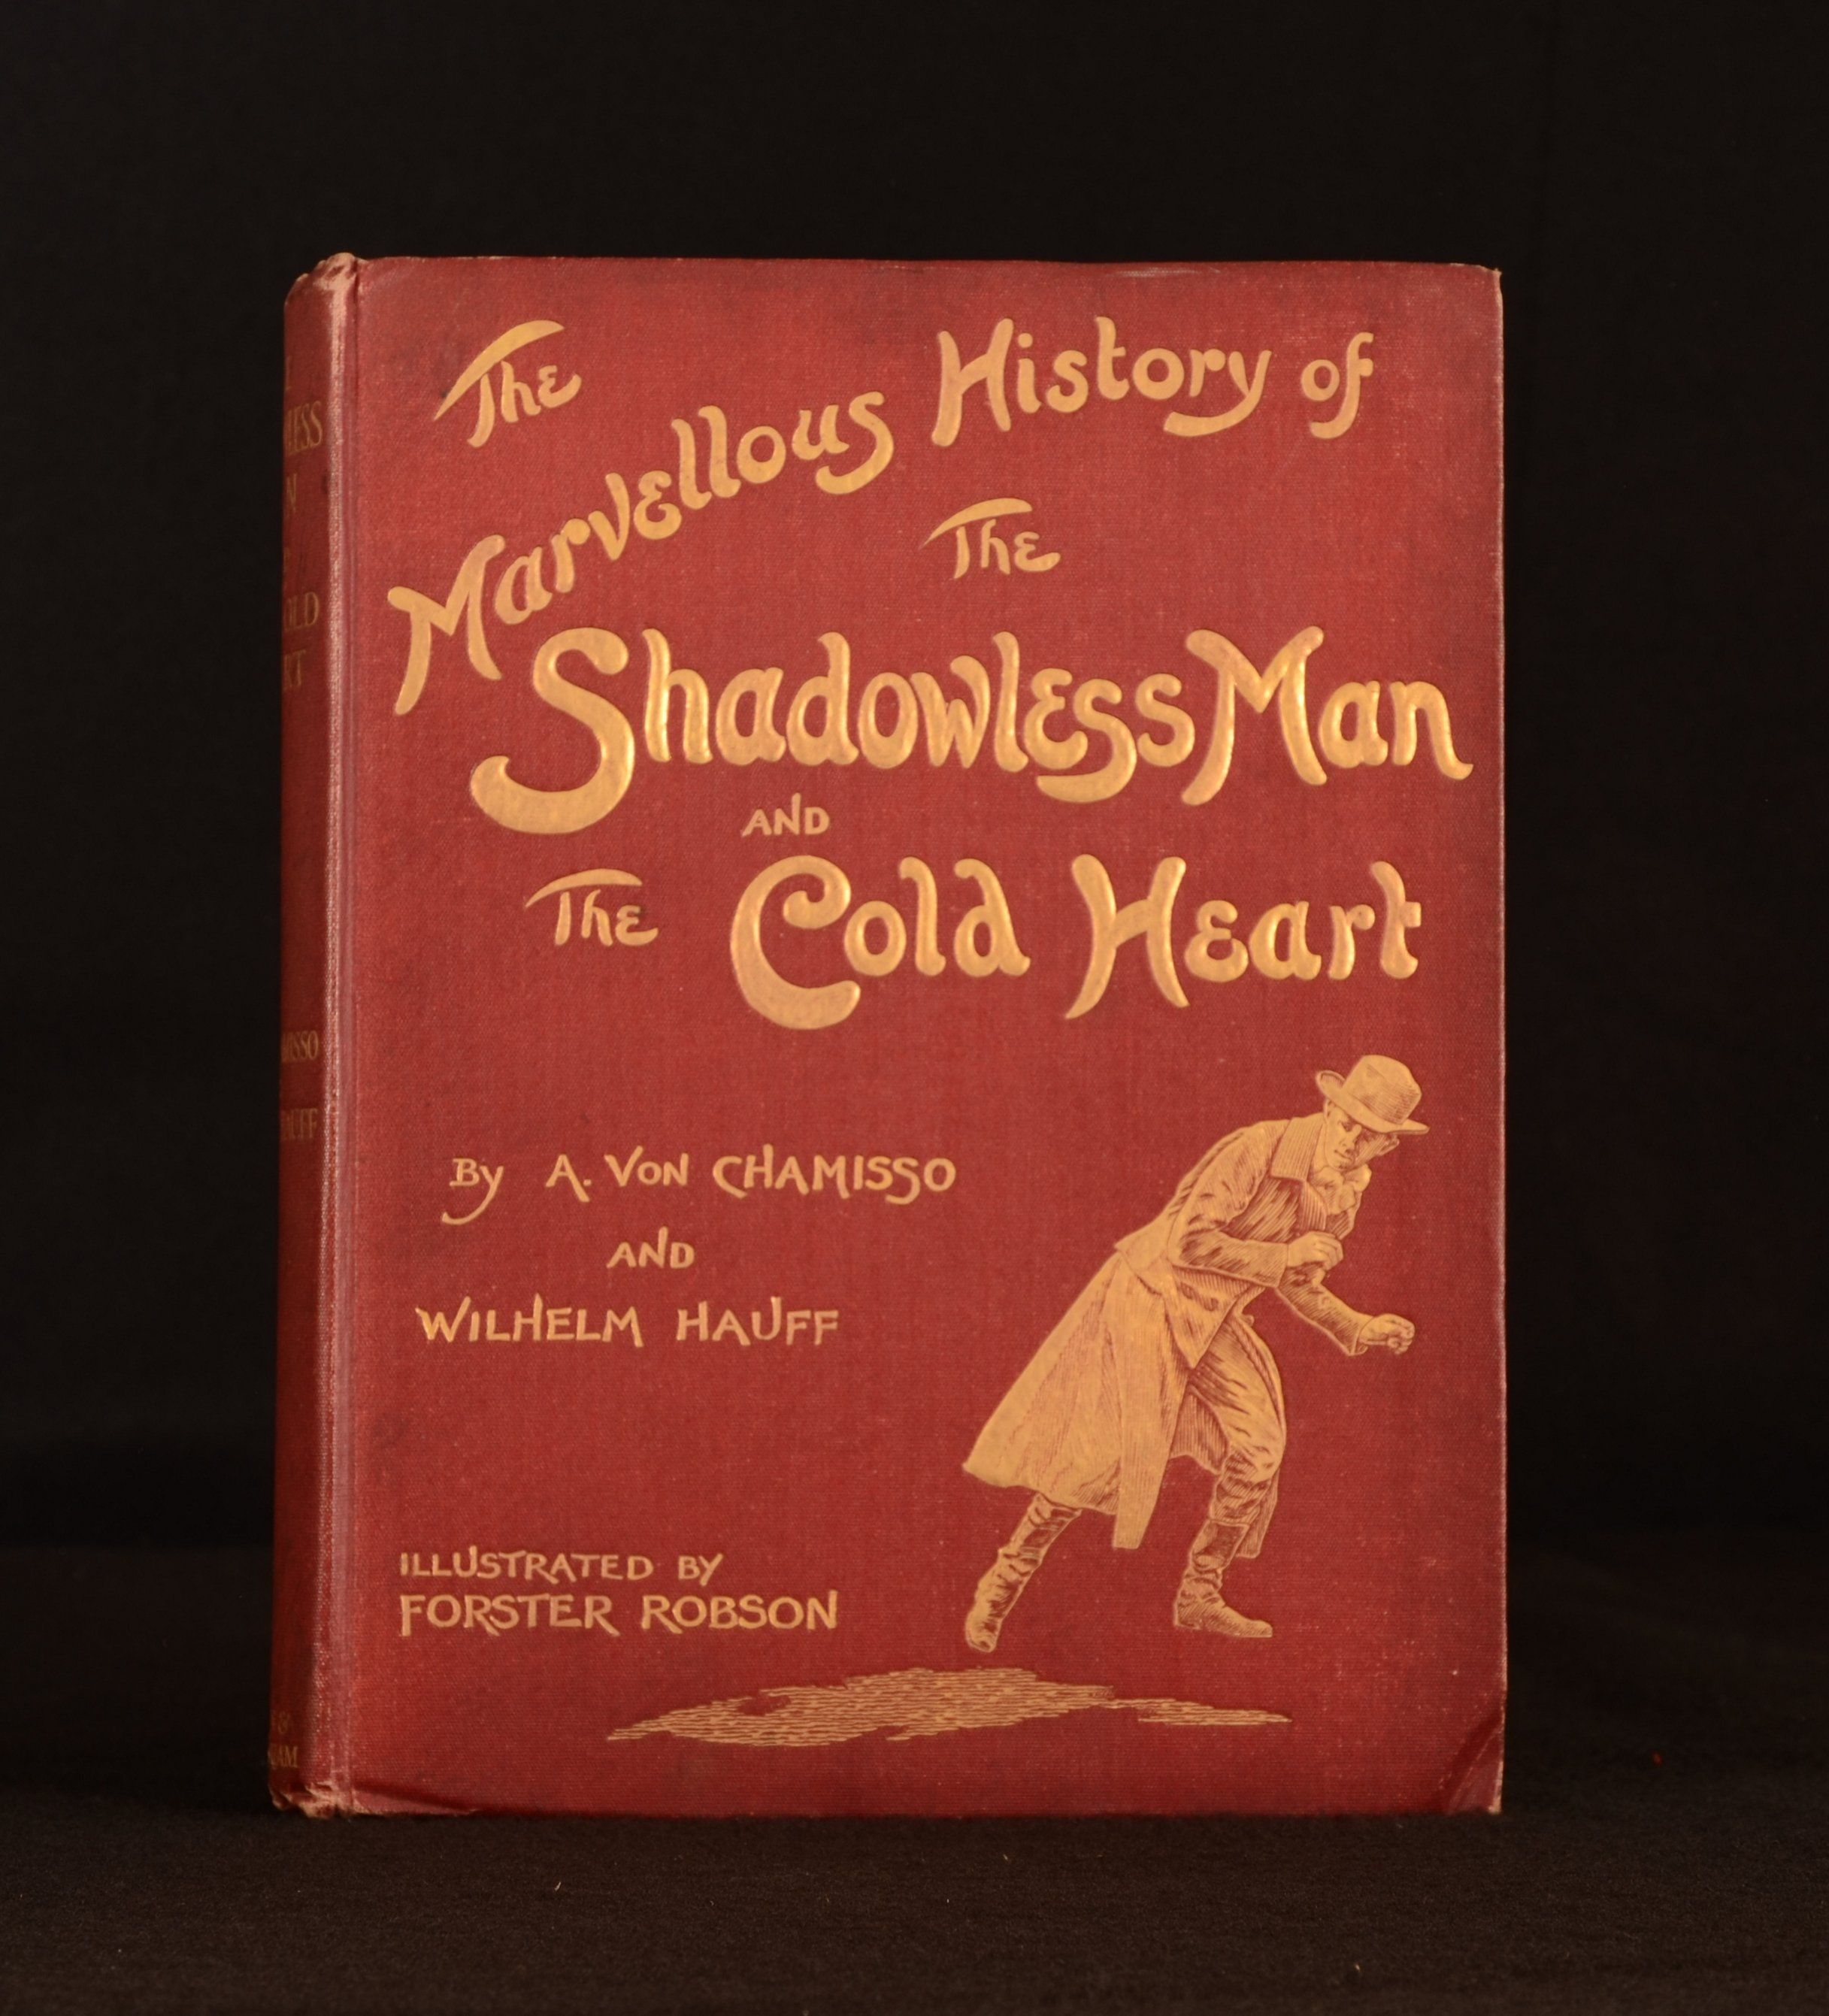 The
Marvellous History of
The
Shadowless Man
AND
The Cold Heart
By A. Von CHAMISSO
AND
WILHELM HAUFF
ILLUSTRATED BY
FORSTER ROBSON